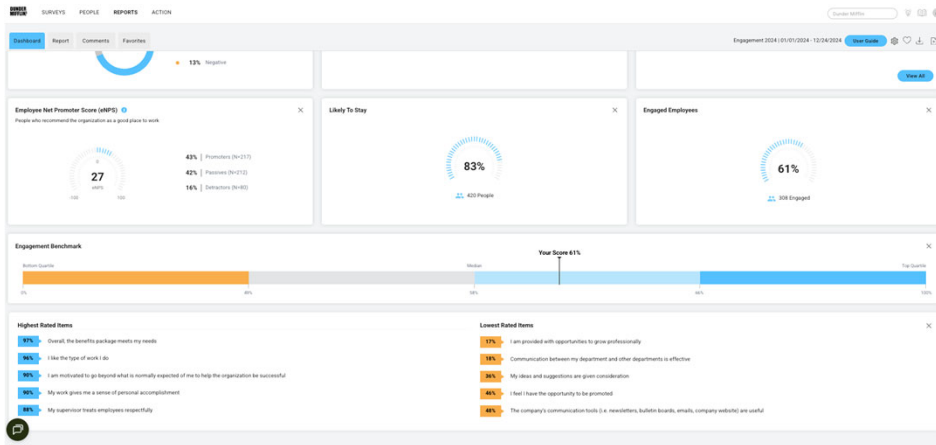 DUNDER
MIFFLIN
SURVEYS PEOPLE REPORTS ACTION
Dunder Mifflin
Dashboard Report Comments Favorites
Engagement 2024 | 01/01/2024 - 12/24/2024 User Guide
13% Negative
View All
Employee Net Promoter Score (eNPS)
People who recommend the organization as a good place to work
0
27
eNPS
-100 100
43% | Promoters (N=217)
42% | Passives (N=212)
16% | Detractors (N=80)
Likely To Stay
83%
420 People
Engaged Employees
61%
308 Engaged
Engagement Benchmark
Your Score 61%
Bottom Quartile Median Top Quartile
0% 58% 66% 100%
Highest Rated Items
97% Overall, the benefits package meets my needs
96% I like the type of work I do
90% I am motivated to go beyond what is normally expected of me to help the organization be successful
90% My work gives me a sense of personal accomplishment
88% My supervisor treats employees respectfully
Lowest Rated Items
17% I am provided with opportunities to grow professionally
18% Communication between my department and other departments is effective
36% My ideas and suggestions are given consideration
46% I feel I have the opportunity to be promoted
48% The company's communication tools (i.e. newsletters, bulletin boards, emails, company website) are useful